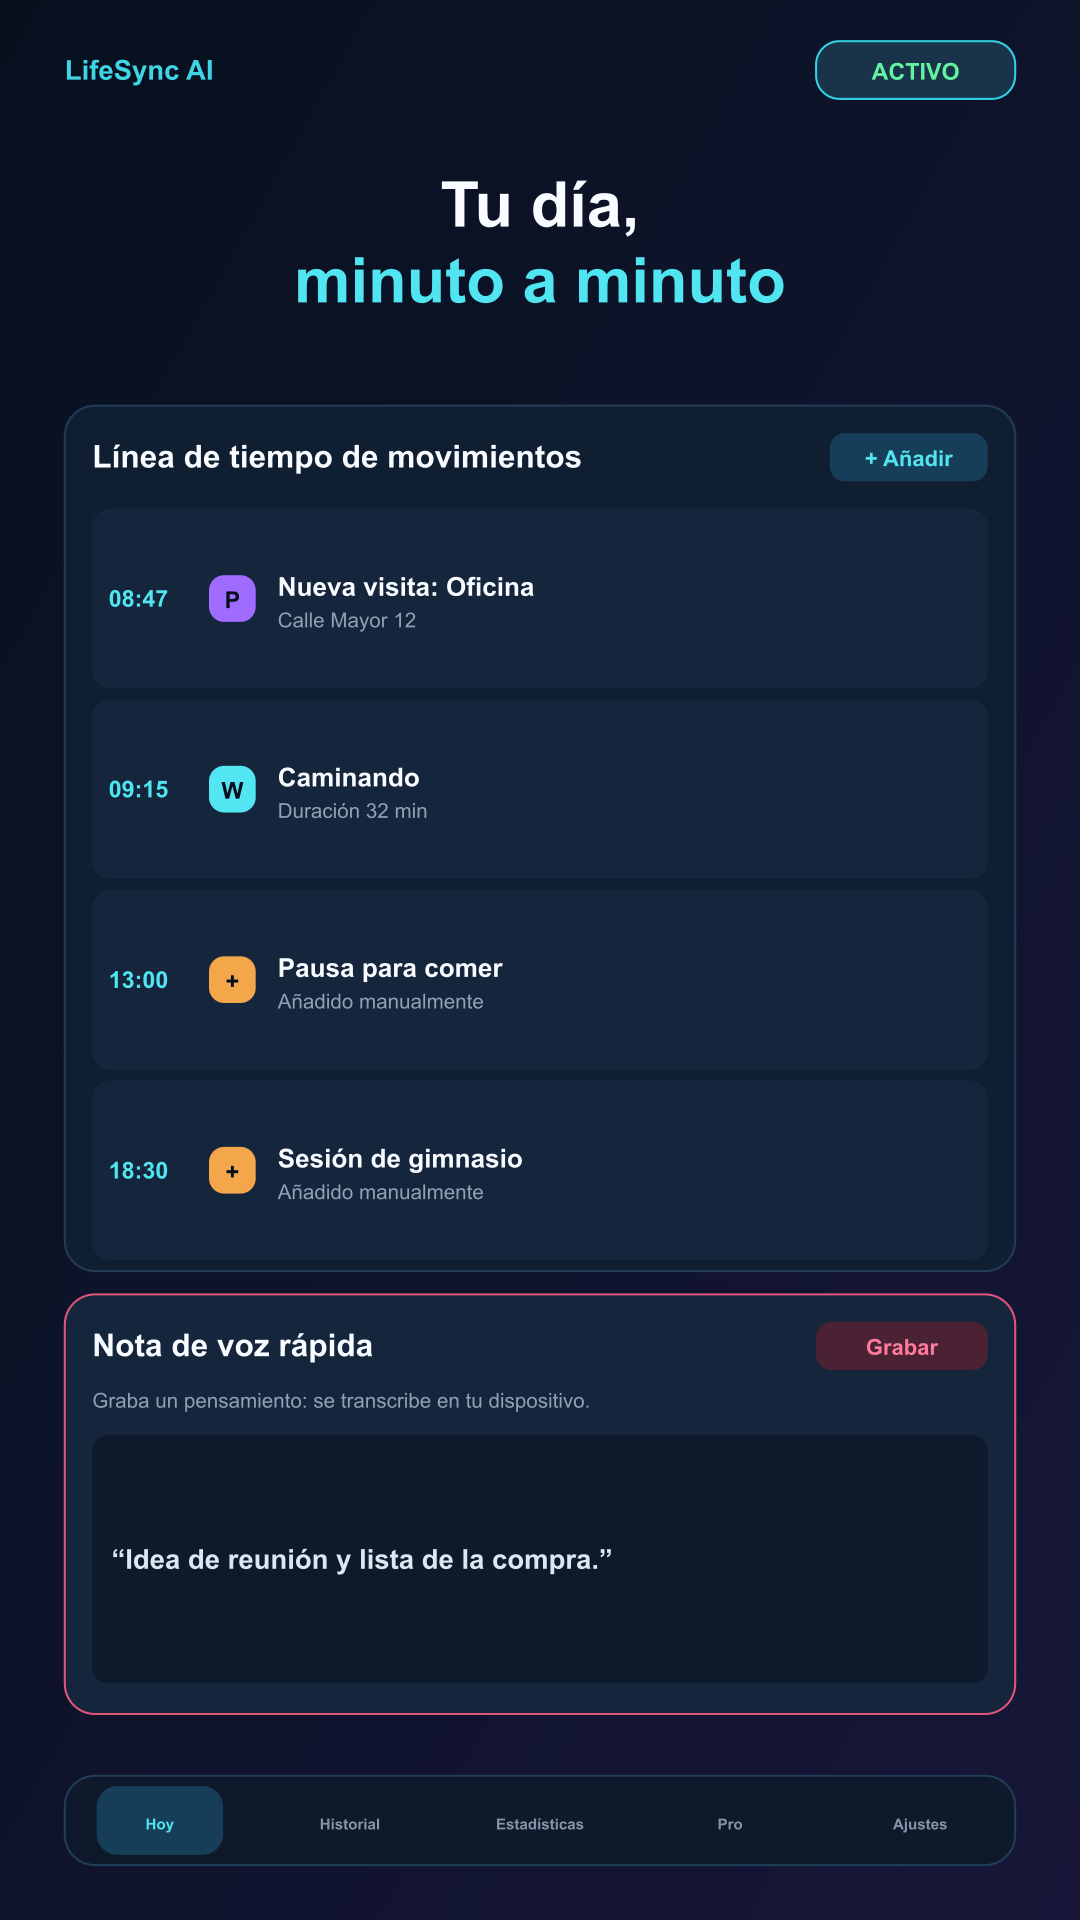 LifeSync AI
ACTIVO
Tu día,
minuto a minuto
Línea de tiempo de movimientos
+ Añadir
08:47
P
Nueva visita: Oficina
Calle Mayor 12
09:15
W
Caminando
Duración 32 min
13:00
+
Pausa para comer
Añadido manualmente
18:30
+
Sesión de gimnasio
Añadido manualmente
Nota de voz rápida
Grabar
Graba un pensamiento: se transcribe en tu dispositivo.
“Idea de reunión y lista de la compra.”
Hoy
Historial
Estadísticas
Pro
Ajustes